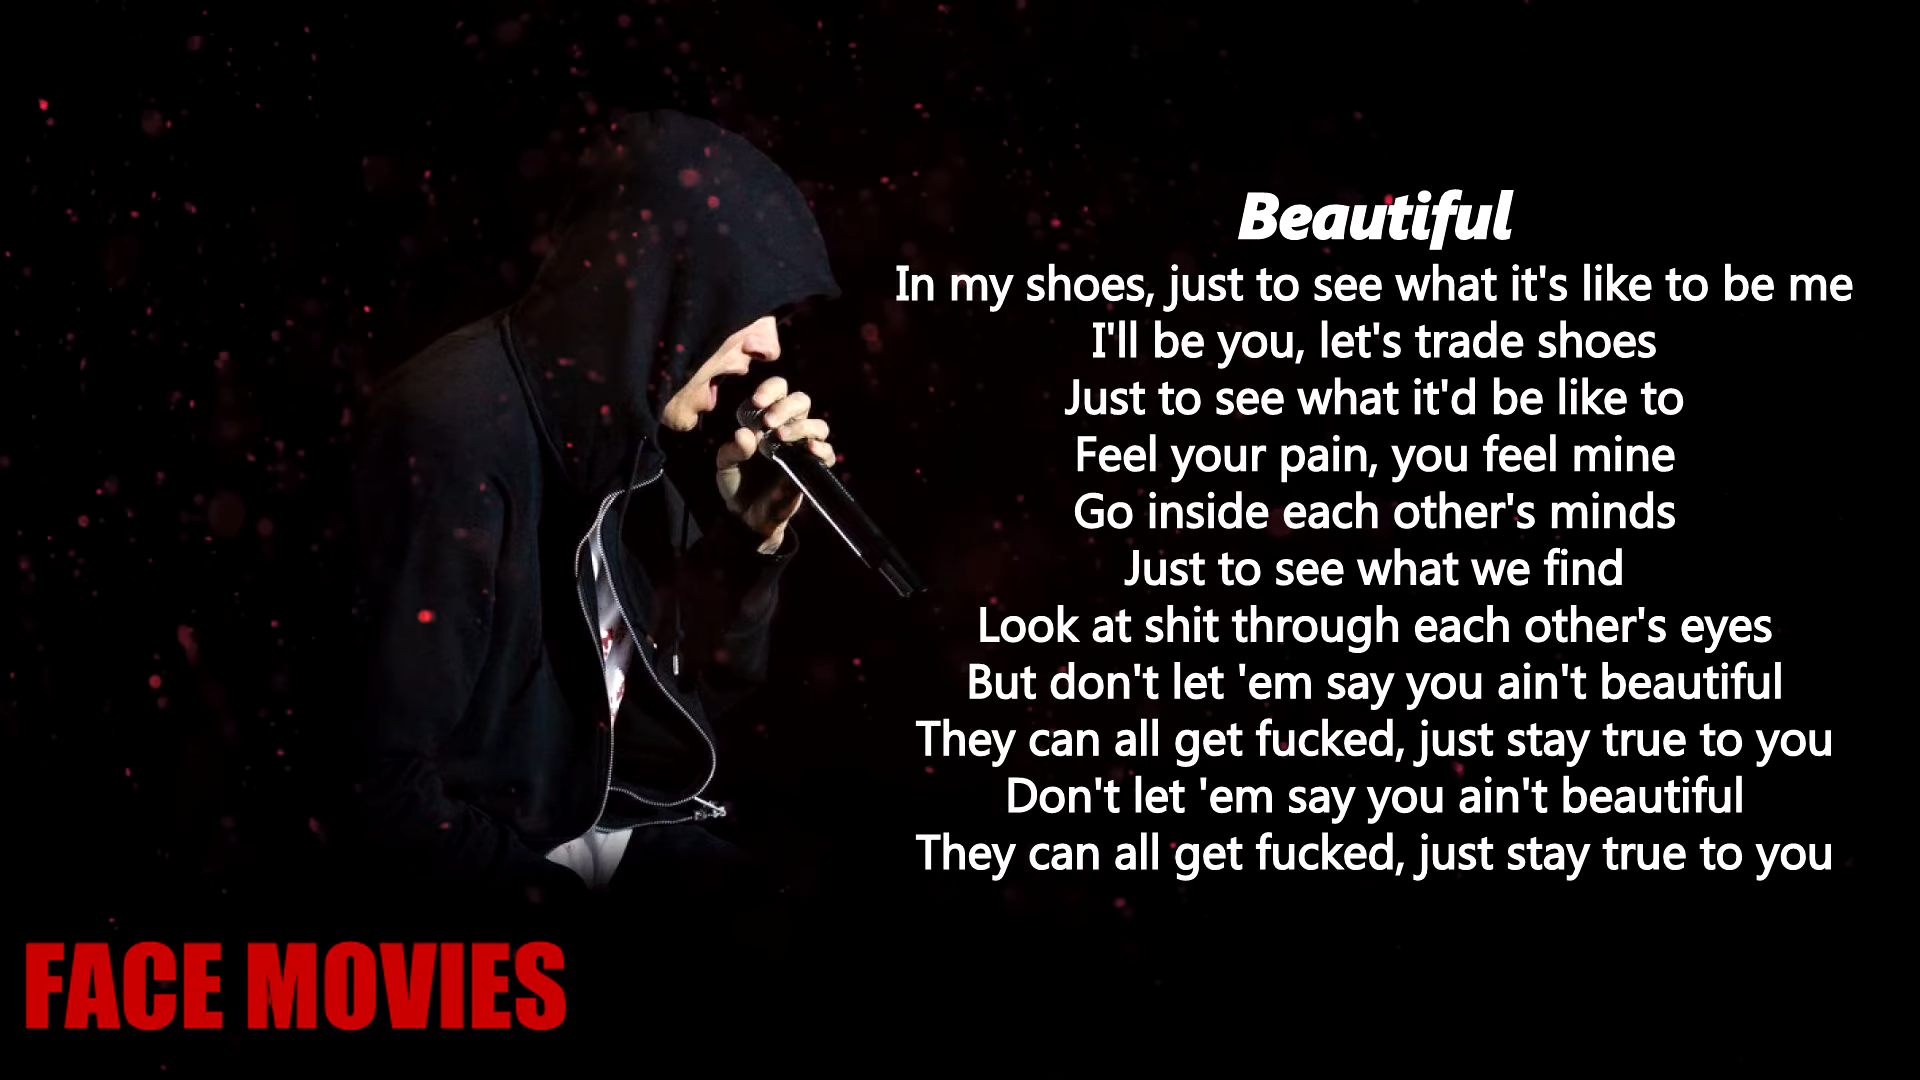 Beautiful
In my shoes, just to see what it's like to be me
I'll be you, let's trade shoes
Just to see what it'd be like to
Feel your pain, you feel mine
Go inside each other's minds
Just to see what we find
Look at shit through each other's eyes
But don't let 'em say you ain't beautiful
They can all get fucked, just stay true to you
Don't let 'em say you ain't beautiful
They can all get fucked, just stay true to you
FACE MOVIES